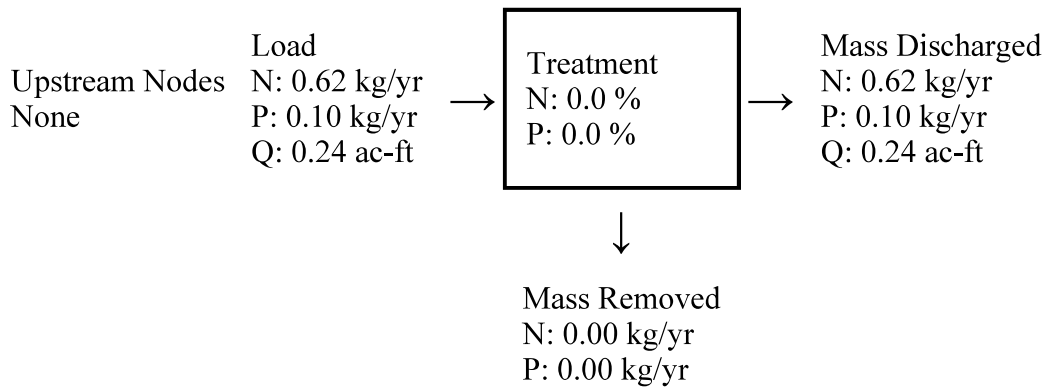 Upstream Nodes
None
Load
N: 0.62 kg/yr
P: 0.10 kg/yr
Q: 0.24 ac-ft
Treatment
N: 0.0 %
P: 0.0 %
Mass Discharged
N: 0.62 kg/yr
P: 0.10 kg/yr
Q: 0.24 ac-ft
Mass Removed
N: 0.00 kg/yr
P: 0.00 kg/yr